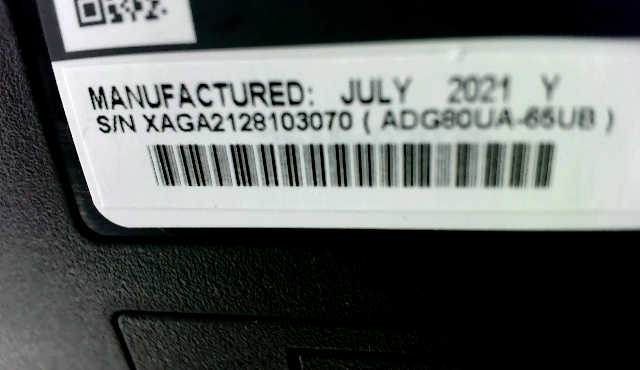 MANUFACTURED: JULY 2021 Y
S/N XAGA2128103070 ( ADG80UA-65UB )